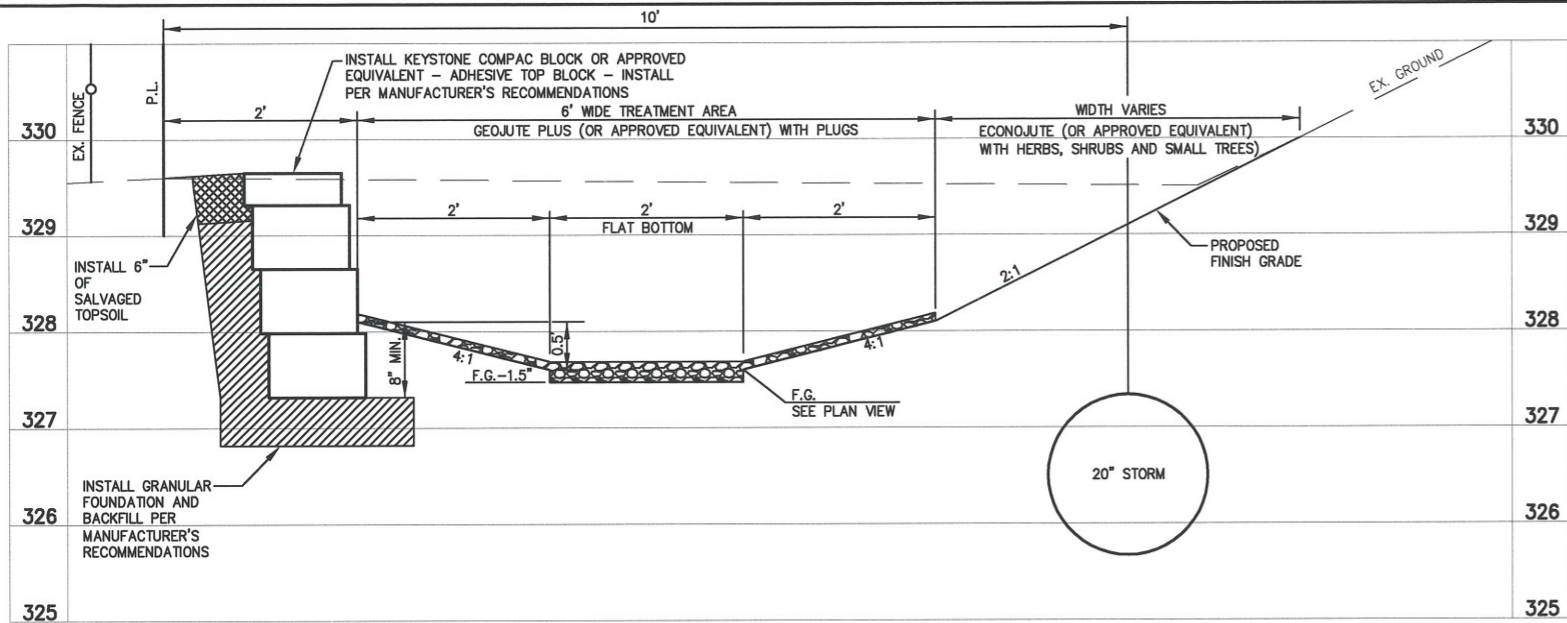 10'
INSTALL KEYSTONE COMPAC BLOCK OR APPROVED
EQUIVALENT – ADHESIVE TOP BLOCK – INSTALL
PER MANUFACTURER'S RECOMMENDATIONS
EX. FENCE
P.L.
EX. GROUND
2'
6' WIDE TREATMENT AREA
GEOJUTE PLUS (OR APPROVED EQUIVALENT) WITH PLUGS
WIDTH VARIES
ECONOJUTE (OR APPROVED EQUIVALENT)
WITH HERBS, SHRUBS AND SMALL TREES)
330
330
2'
2'
2'
FLAT BOTTOM
329
329
INSTALL 6"
OF
SALVAGED
TOPSOIL
PROPOSED
FINISH GRADE
2:1
328
328
8" MIN.
4:1
0.5'
4:1
F.G.-1.5"
F.G.
SEE PLAN VIEW
327
327
20" STORM
INSTALL GRANULAR
FOUNDATION AND
BACKFILL PER
MANUFACTURER'S
RECOMMENDATIONS
326
326
325
325